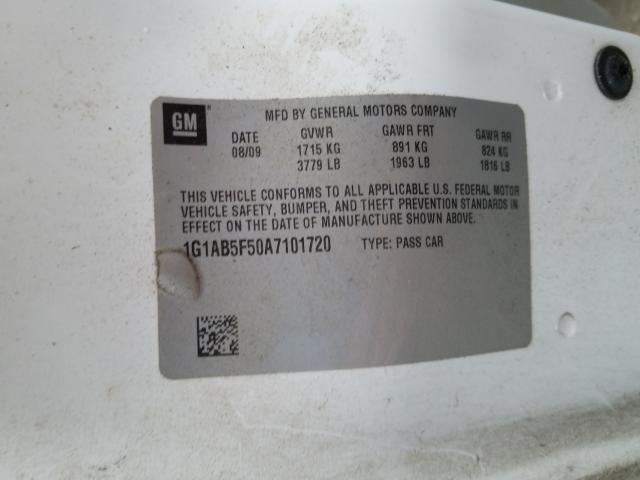 GM
MFD BY GENERAL MOTORS COMPANY
DATE GVWR GAWR FRT GAWR RR
08/09 1715 KG 891 KG 824 KG
3779 LB 1963 LB 1816 LB
THIS VEHICLE CONFORMS TO ALL APPLICABLE U.S. FEDERAL MOTOR
VEHICLE SAFETY, BUMPER, AND THEFT PREVENTION STANDARDS IN
EFFECT ON THE DATE OF MANUFACTURE SHOWN ABOVE.
1G1AB5F50A7101720 TYPE: PASS CAR